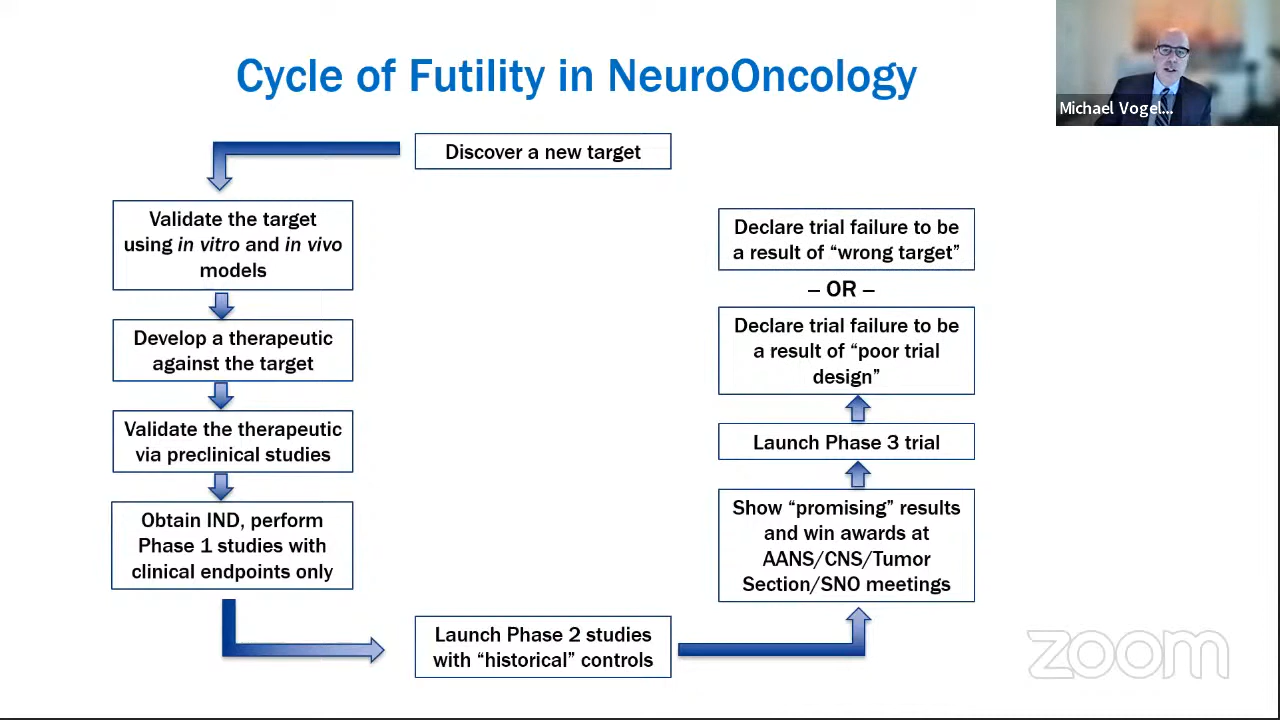 Cycle of Futility in NeuroOncology
Michael Vogel...
Discover a new target
Validate the target
using in vitro and in vivo
models
Develop a therapeutic
against the target
Validate the therapeutic
via preclinical studies
Obtain IND, perform
Phase 1 studies with
clinical endpoints only
Launch Phase 2 studies
with “historical” controls
Show “promising” results
and win awards at
AANS/CNS/Tumor
Section/SNO meetings
Launch Phase 3 trial
Declare trial failure to be
a result of “poor trial
design”
– OR –
Declare trial failure to be
a result of “wrong target”
zoom